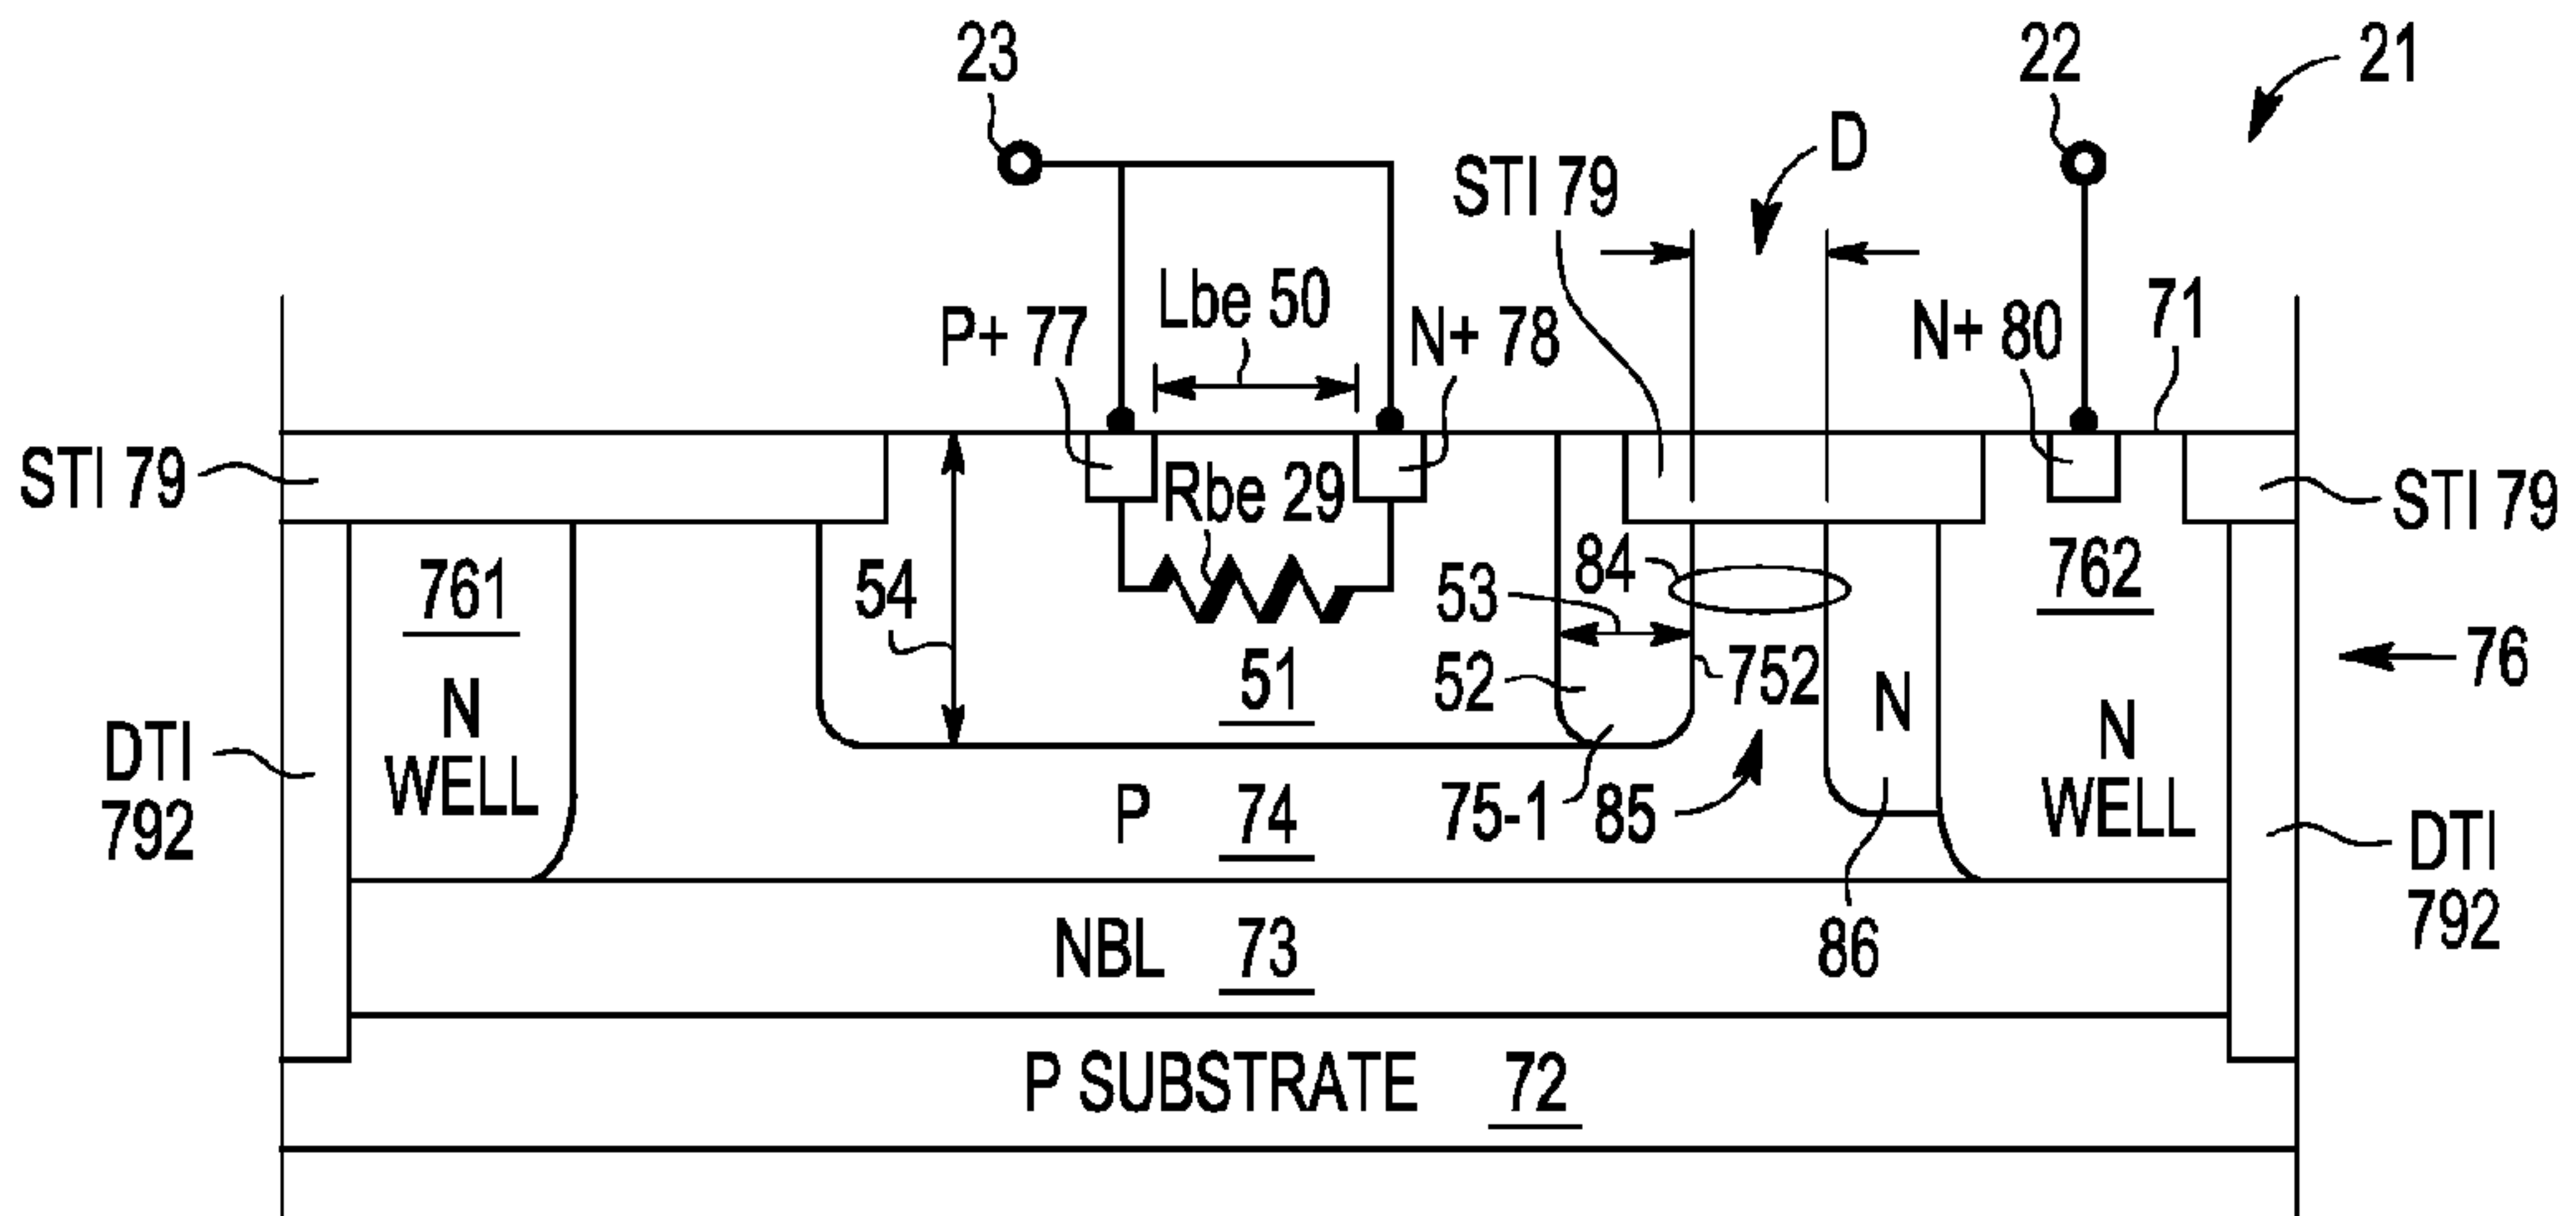 23
22
21
D
STI 79
Lbe 50
P+ 77
N+ 78
N+ 80
71
STI 79
Rbe 29
STI 79
761
54
84
53
762
51
52
752
76
N
WELL
N
N
WELL
DTI
792
P
74
75-1
85
DTI
792
NBL
73
86
P SUBSTRATE
72